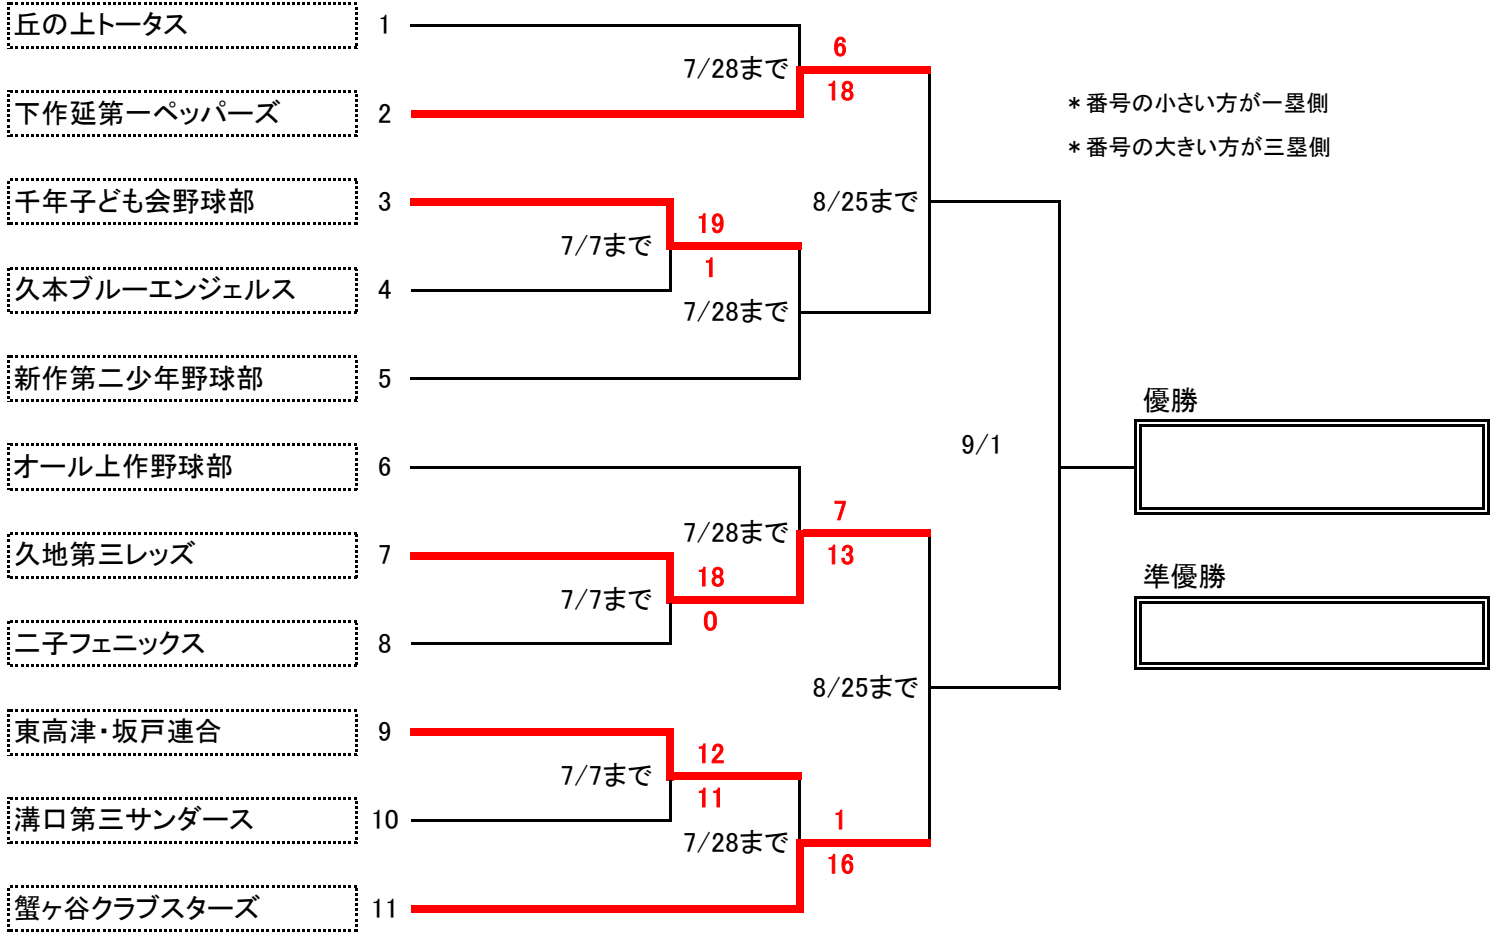 丘の上トータス 1
6
7/28まで
18
下作延第一ペッパーズ 2
*番号の小さい方が一塁側
*番号の大きい方が三塁側
千年子ども会野球部 3
8/25まで
19
7/7まで
1
久本ブルーエンジェルス 4
7/28まで
新作第二少年野球部 5
優勝
9/1
オール上作野球部 6
7
7/28まで
久地第三レッズ 7
13
18
準優勝
7/7まで
0
二子フェニックス 8
8/25まで
東高津・坂戸連合 9
12
7/7まで
11
溝口第三サンダース 10
1
7/28まで
16
蟹ヶ谷クラブスターズ 11